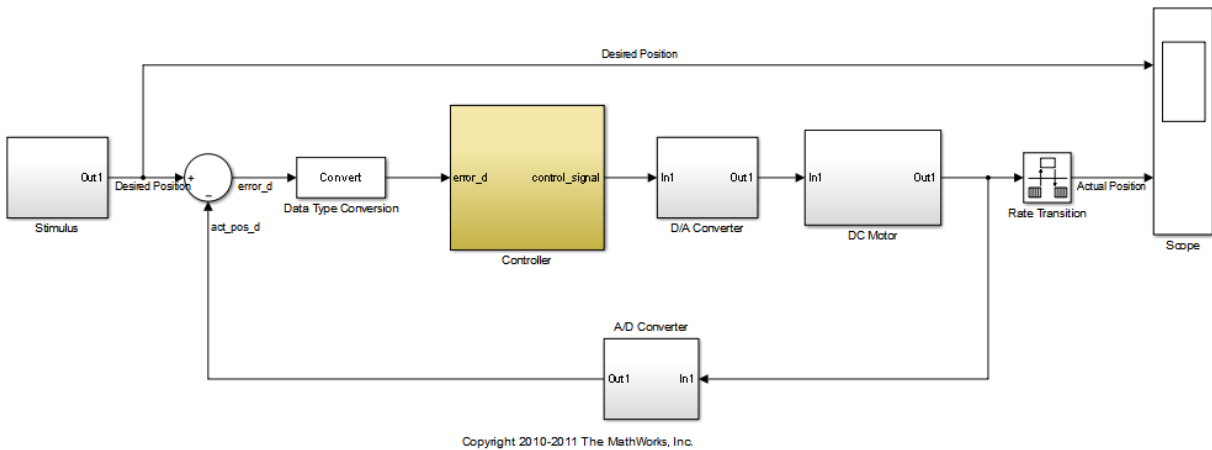 Desired Position
Out1
Desired Position
+
−
error_d
Convert
error_d
control_signal
In1
Out1
In1
Out1
Actual Position
Stimulus
act_pos_d
Data Type Conversion
Controller
D/A Converter
DC Motor
Rate Transition
Scope
A/D Converter
Out1
In1
Copyright 2010-2011 The MathWorks, Inc.